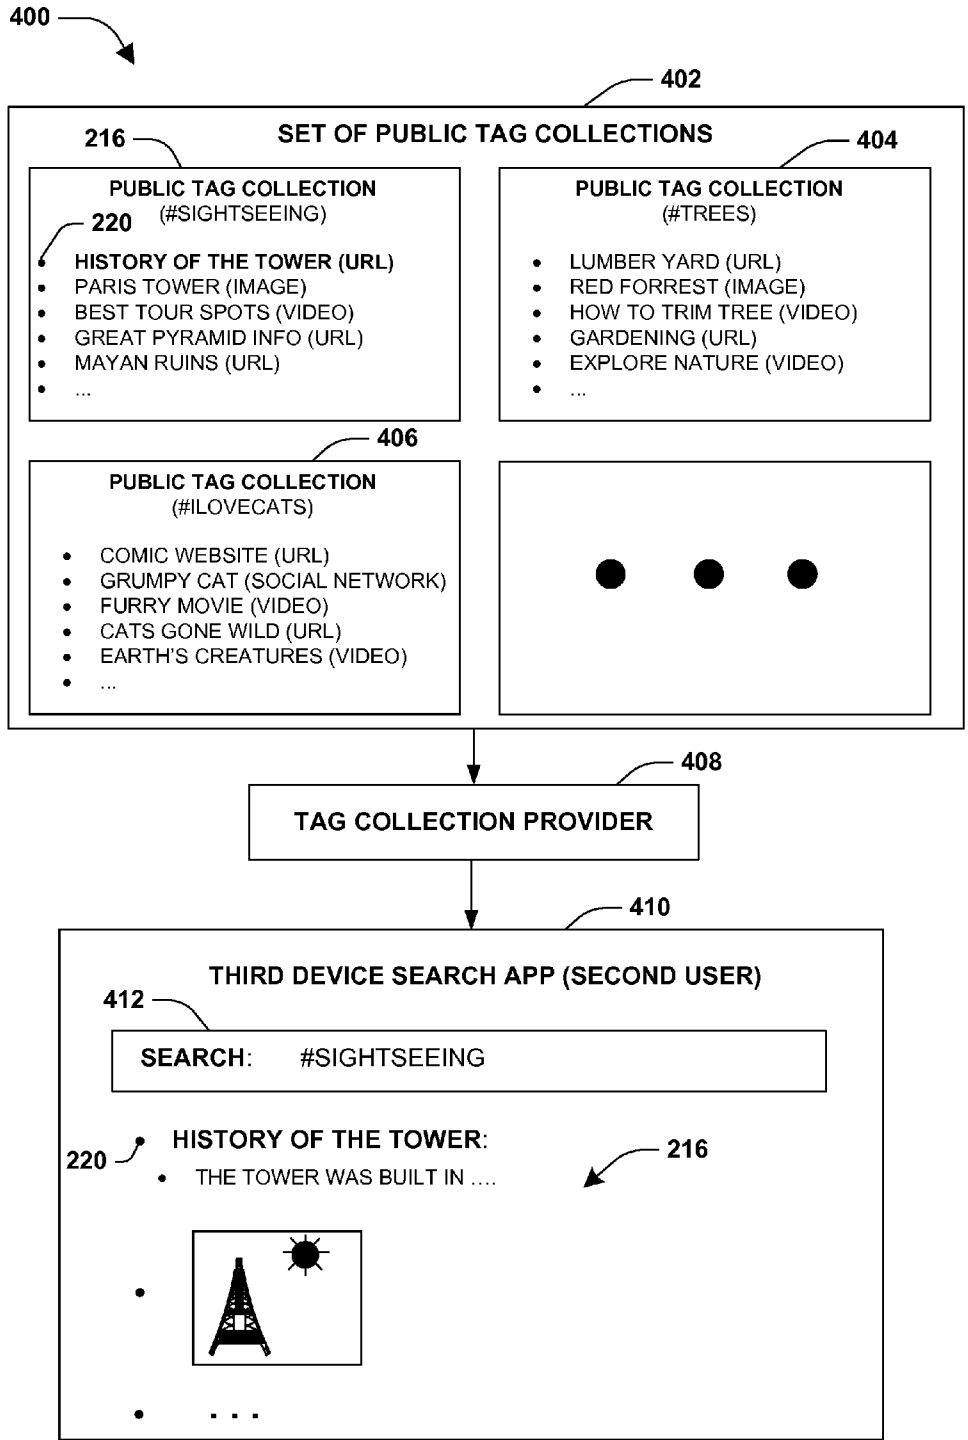 400
402
SET OF PUBLIC TAG COLLECTIONS
216
PUBLIC TAG COLLECTION
(#SIGHTSEEING)
220
• HISTORY OF THE TOWER (URL)
• PARIS TOWER (IMAGE)
• BEST TOUR SPOTS (VIDEO)
• GREAT PYRAMID INFO (URL)
• MAYAN RUINS (URL)
• ...
404
PUBLIC TAG COLLECTION
(#TREES)
• LUMBER YARD (URL)
• RED FORREST (IMAGE)
• HOW TO TRIM TREE (VIDEO)
• GARDENING (URL)
• EXPLORE NATURE (VIDEO)
• ...
406
PUBLIC TAG COLLECTION
(#ILOVECATS)
• COMIC WEBSITE (URL)
• GRUMPY CAT (SOCIAL NETWORK)
• FURRY MOVIE (VIDEO)
• CATS GONE WILD (URL)
• EARTH'S CREATURES (VIDEO)
• ...
408
TAG COLLECTION PROVIDER
410
THIRD DEVICE SEARCH APP (SECOND USER)
412
SEARCH: #SIGHTSEEING
• HISTORY OF THE TOWER:
220
216
• THE TOWER WAS BUILT IN ....
• . . .